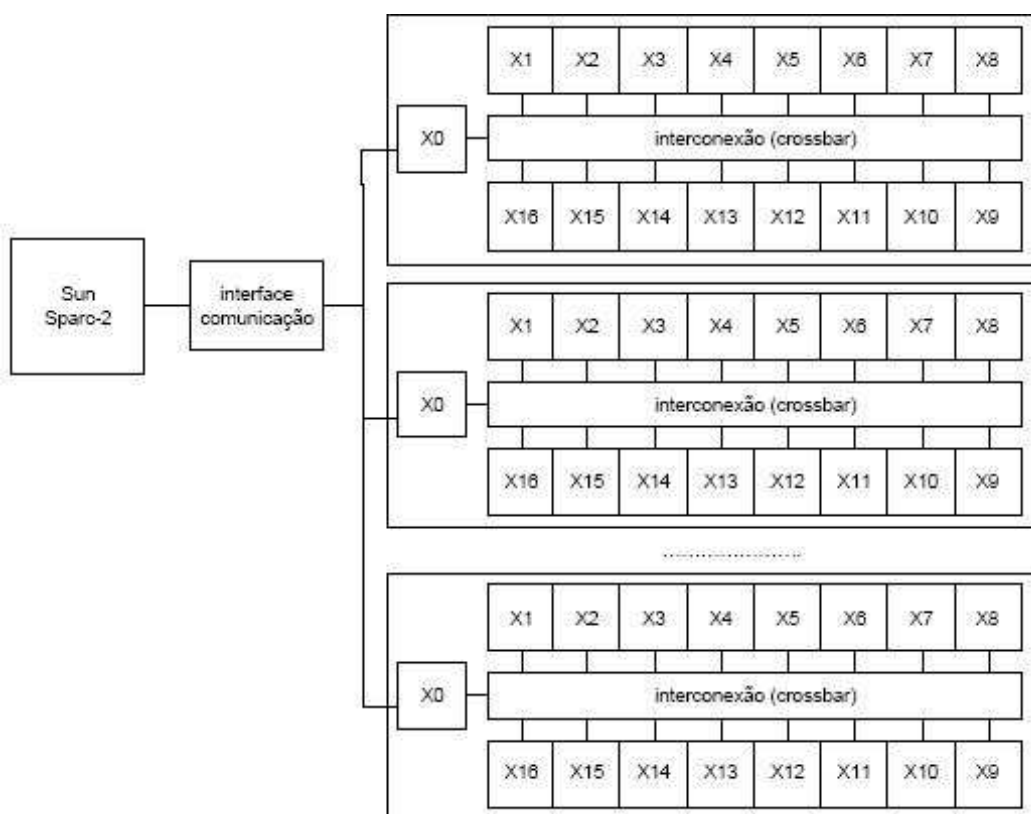 X1 X2 X3 X4 X5 X6 X7 X8
X0 interconexão (crossbar)
X16 X15 X14 X13 X12 X11 X10 X9
Sun
Sparc-2
interface
comunicação
X1 X2 X3 X4 X5 X6 X7 X8
X0 interconexão (crossbar)
X16 X15 X14 X13 X12 X11 X10 X9
......................
X1 X2 X3 X4 X5 X6 X7 X8
X0 interconexão (crossbar)
X16 X15 X14 X13 X12 X11 X10 X9